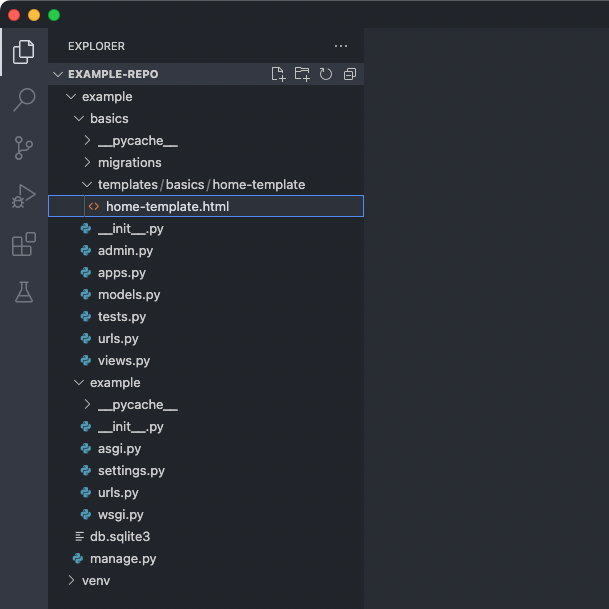 EXPLORER
EXAMPLE-REPO
example
basics
__pycache__
migrations
templates/basics/home-template
home-template.html
__init__.py
admin.py
apps.py
models.py
tests.py
urls.py
views.py
example
__pycache__
__init__.py
asgi.py
settings.py
urls.py
wsgi.py
db.sqlite3
manage.py
venv